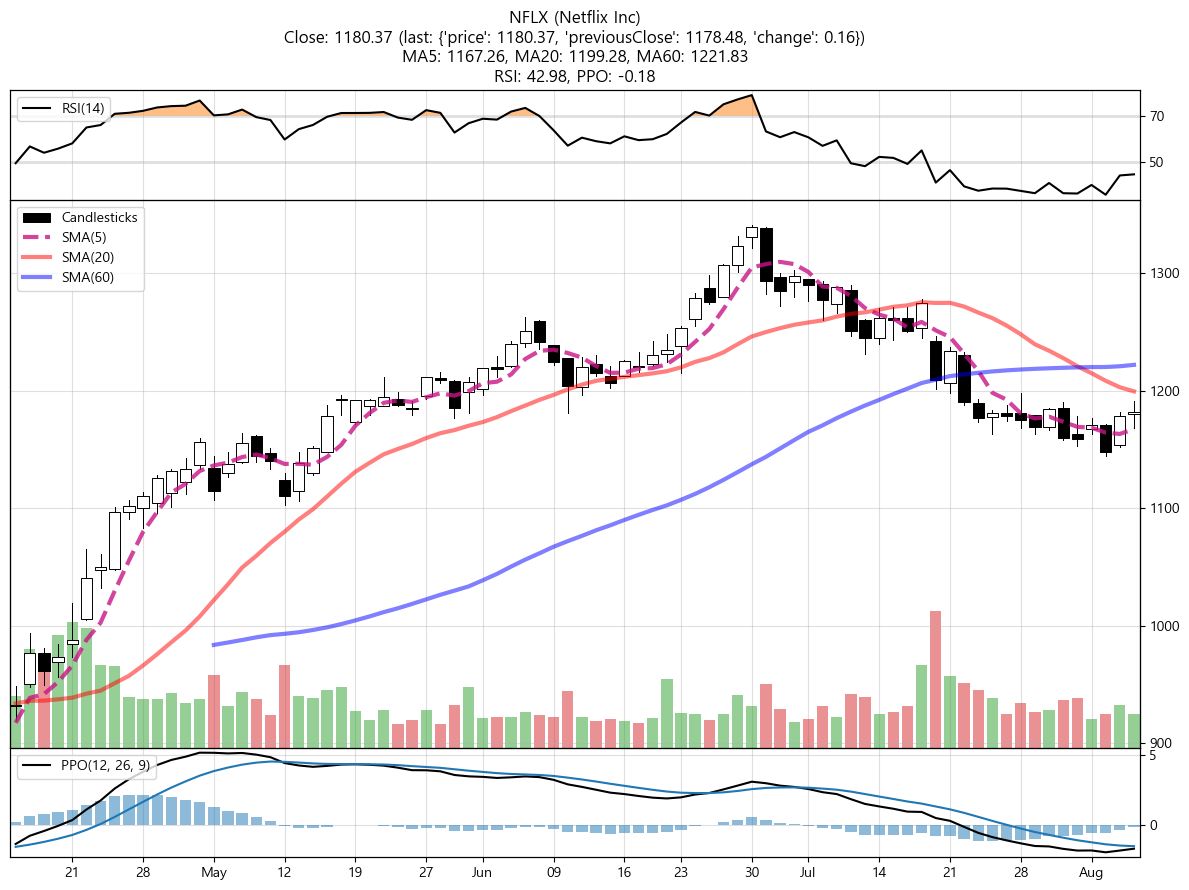 NFLX (Netflix Inc)
Close: 1180.37 (last: {'price': 1180.37, 'previousClose': 1178.48, 'change': 0.16})
MA5: 1167.26, MA20: 1199.28, MA60: 1221.83
RSI: 42.98, PPO: -0.18
RSI(14)
70
50
Candlesticks
SMA(5)
SMA(20)
SMA(60)
1300
1200
1100
1000
900
PPO(12, 26, 9)
5
0
21 28 May 12 19 27 Jun 09 16 23 30 Jul 14 21 28 Aug